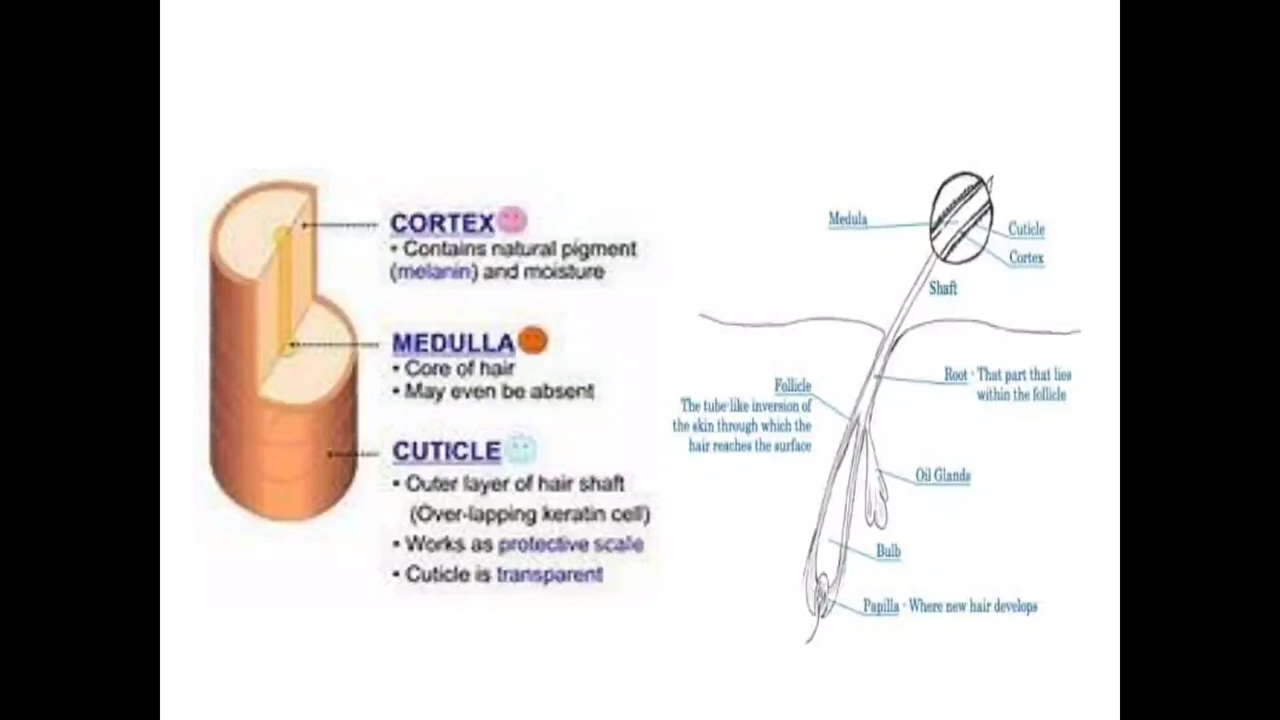 CORTEX
• Contains natural pigment
(melanin) and moisture
MEDULLA
• Core of hair
• May even be absent
CUTICLE
• Outer layer of hair shaft
(Over-lapping keratin cell)
• Works as protective scale
• Cuticle is transparent
Medula
Cuticle
Cortex
Shaft
Root · That part that lies
within the follicle
Follicle
The tube-like inversion of
the skin through which the
hair reaches the surface
Oil Glands
Bulb
Papilla · Where new hair develops